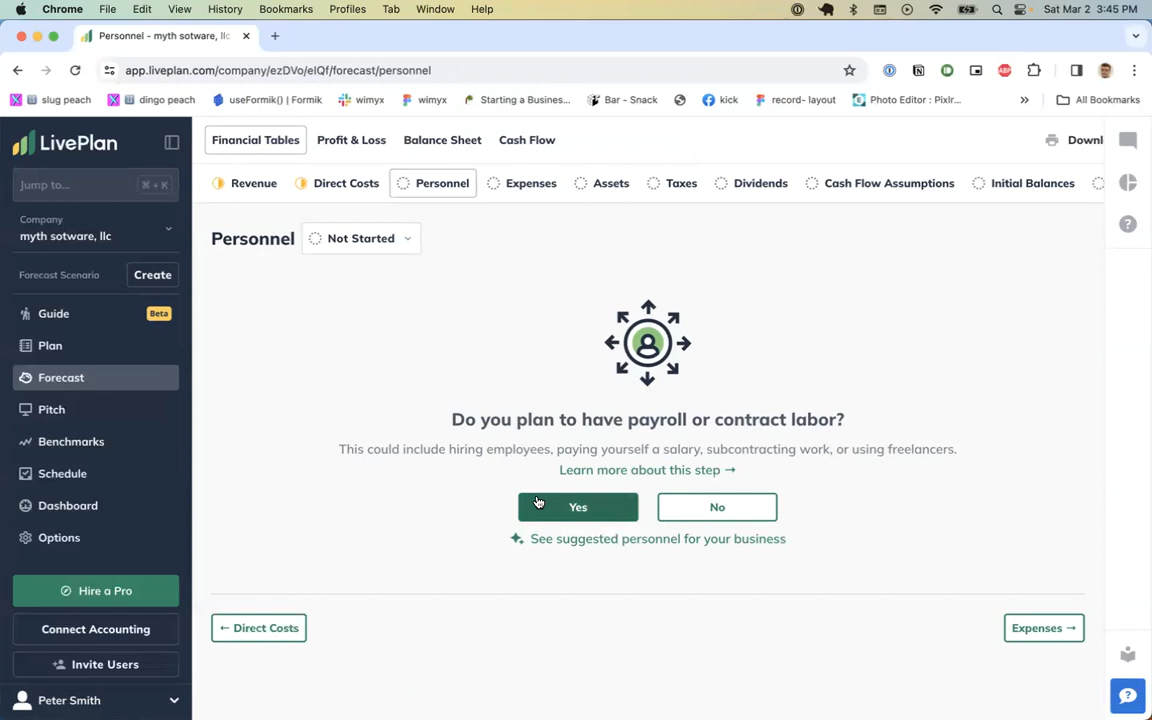 Chrome File Edit View History Bookmarks Profiles Tab Window Help Sat Mar 2 3:45 PM
Personnel - myth sotware, llc
app.liveplan.com/company/ezDVo/elQf/forecast/personnel
slug peach dingo peach useFormik() | Formik wimyx wimyx Starting a Busines... Bar - Snack kick record- layout Photo Editor : Pixlr... » All Bookmarks
LivePlan
Financial Tables Profit & Loss Balance Sheet Cash Flow Downl
Jump to... ⌘ + K
Revenue Direct Costs Personnel Expenses Assets Taxes Dividends Cash Flow Assumptions Initial Balances
Company
myth sotware, llc
Personnel Not Started
Forecast Scenario Create
Guide Beta
Plan
Forecast
Pitch
Benchmarks
Schedule
Dashboard
Options
Do you plan to have payroll or contract labor?
This could include hiring employees, paying yourself a salary, subcontracting work, or using freelancers.
Learn more about this step →
Yes No
See suggested personnel for your business
Hire a Pro
Connect Accounting
Invite Users
Peter Smith
← Direct Costs Expenses →